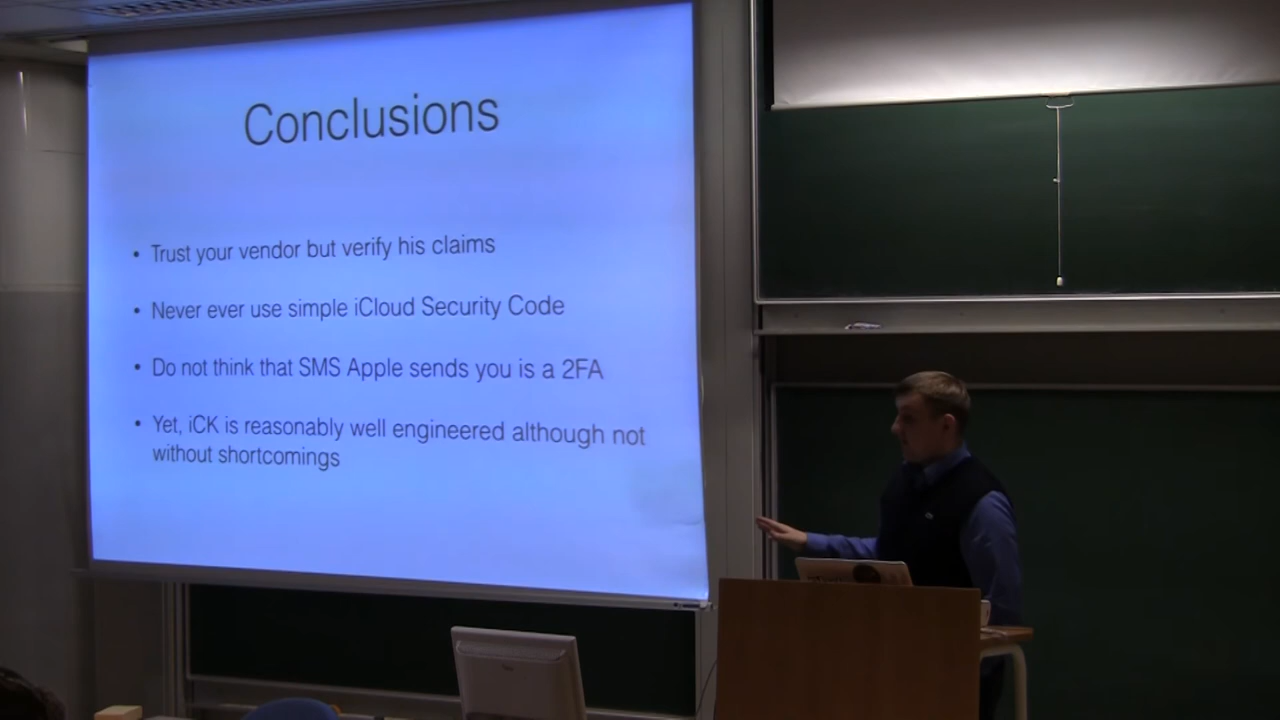 Conclusions
• Trust your vendor but verify his claims
• Never ever use simple iCloud Security Code
• Do not think that SMS Apple sends you is a 2FA
• Yet, iCK is reasonably well engineered although not
without shortcomings